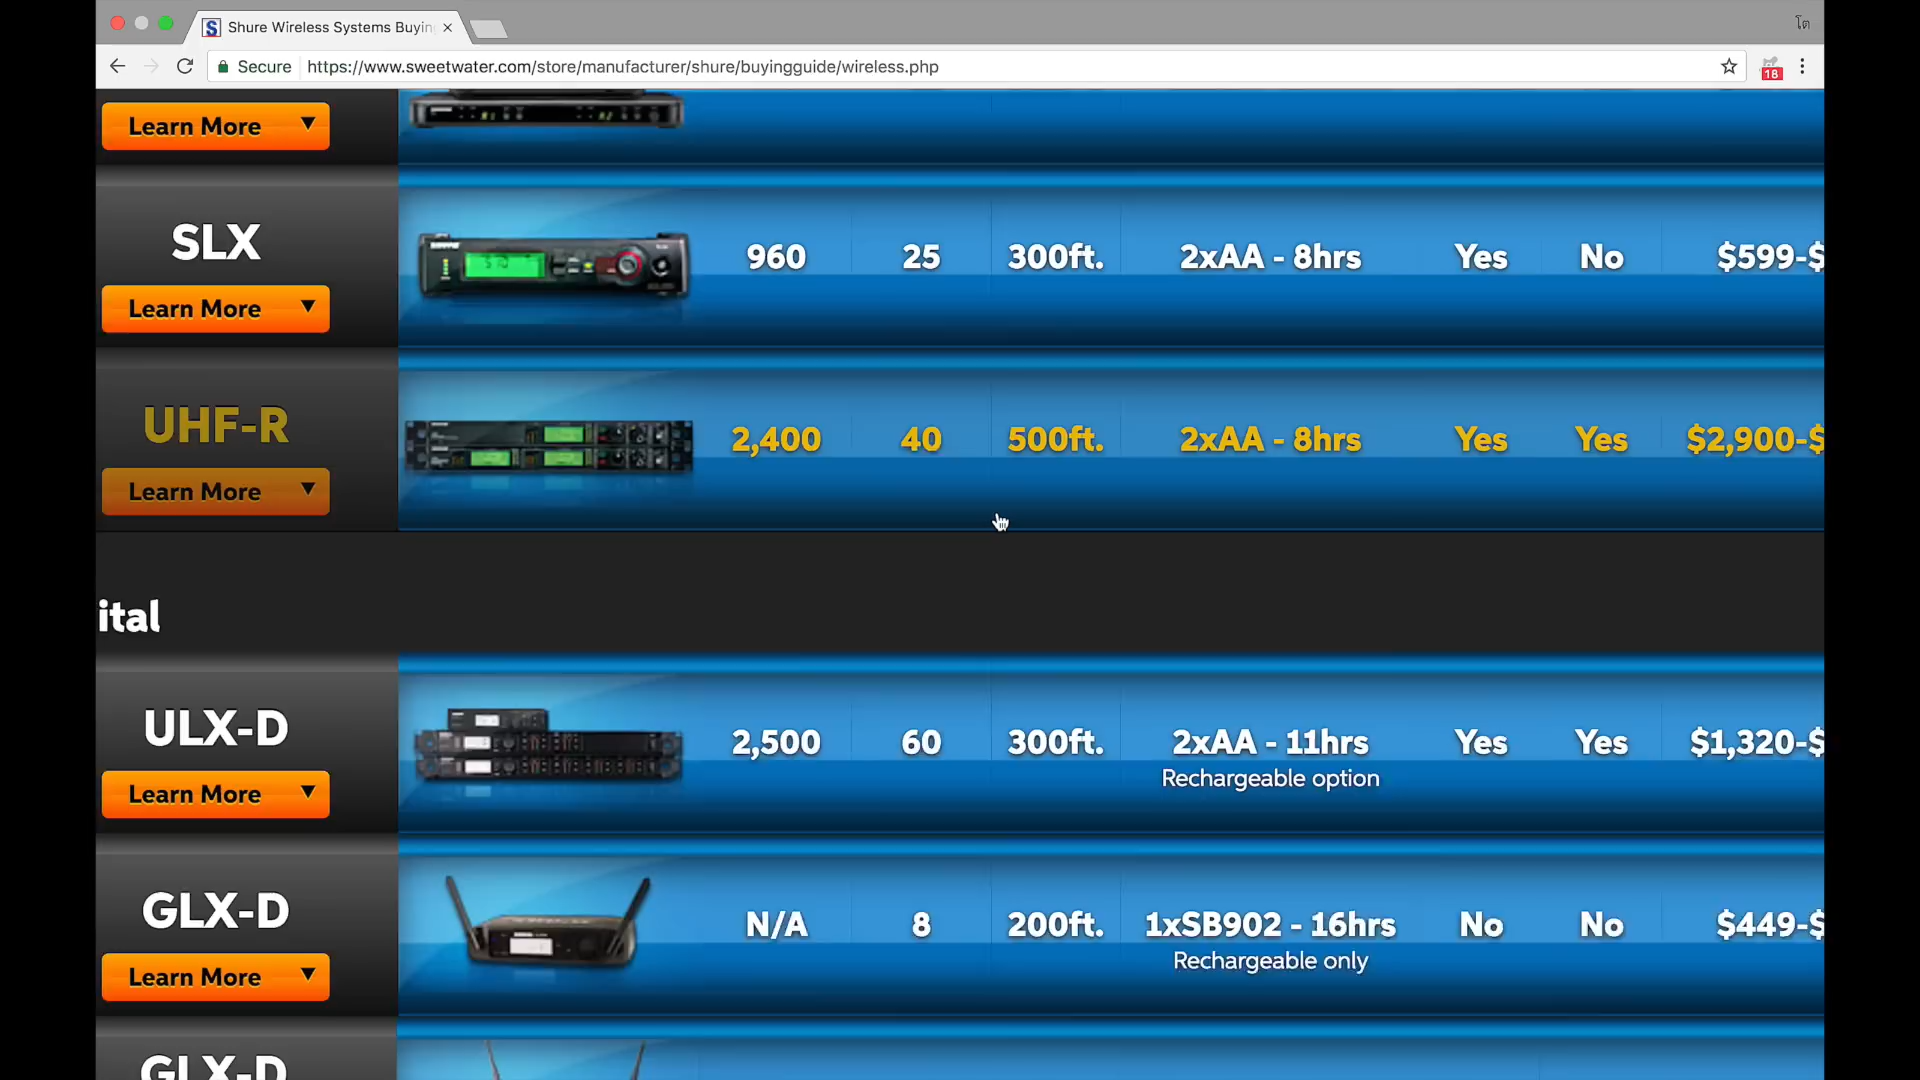 Shure Wireless Systems Buyin
โต
Secure https://www.sweetwater.com/store/manufacturer/shure/buyingguide/wireless.php
18
Learn More
SLX
960 25 300ft. 2xAA - 8hrs Yes No $599-$
Learn More
UHF-R
2,400 40 500ft. 2xAA - 8hrs Yes Yes $2,900-$
Learn More
ital
ULX-D
2,500 60 300ft. 2xAA - 11hrs Yes Yes $1,320-$
Rechargeable option
Learn More
GLX-D
N/A 8 200ft. 1xSB902 - 16hrs No No $449-$
Rechargeable only
Learn More
GLX-D